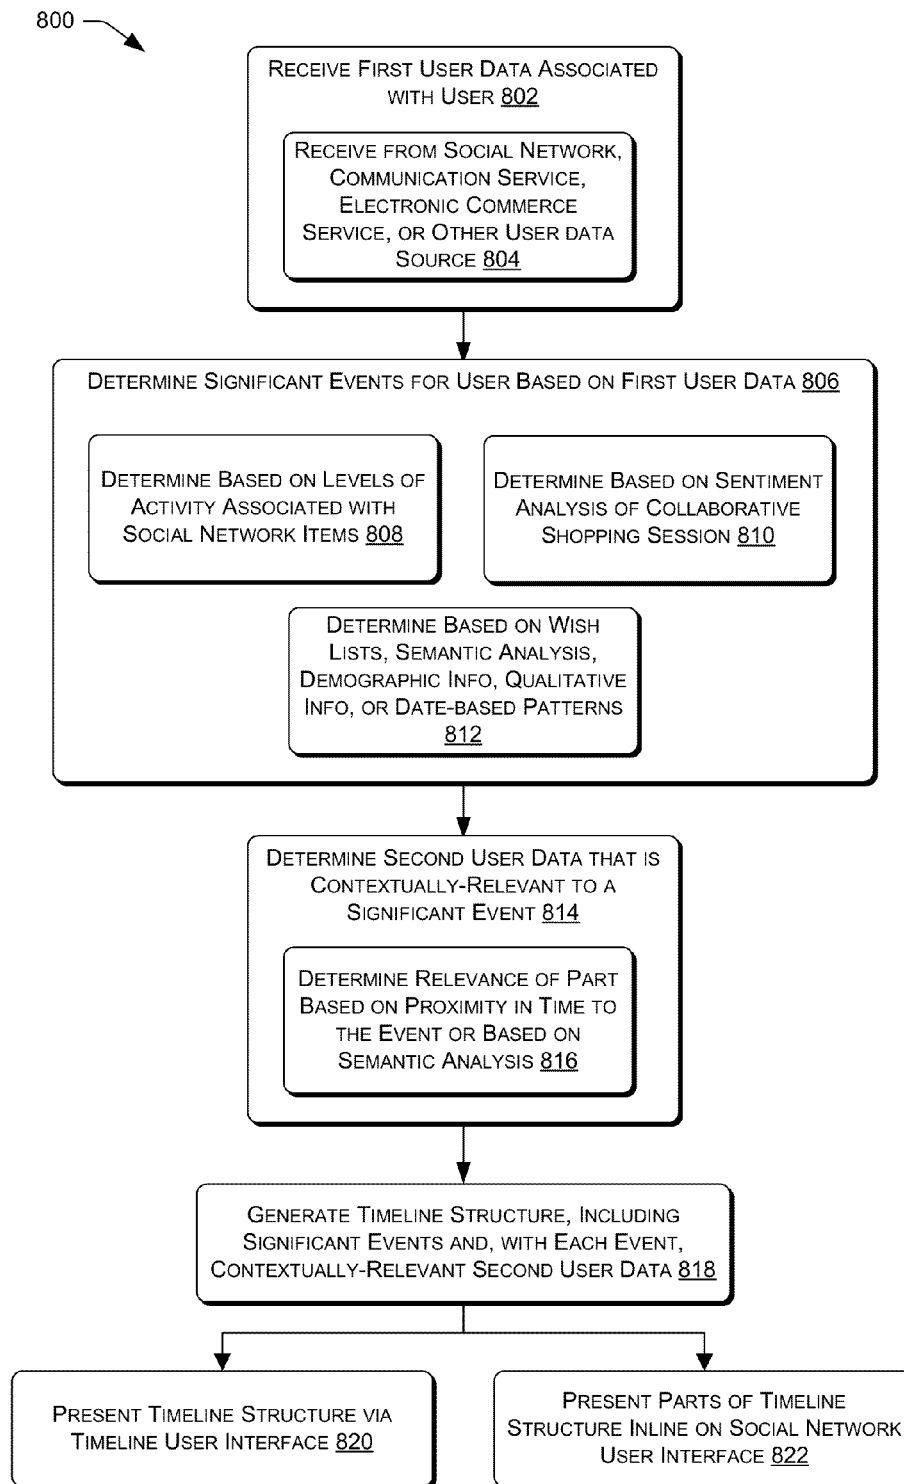 800
RECEIVE FIRST USER DATA ASSOCIATED
WITH USER 802
RECEIVE FROM SOCIAL NETWORK,
COMMUNICATION SERVICE,
ELECTRONIC COMMERCE
SERVICE, OR OTHER USER DATA
SOURCE 804
DETERMINE SIGNIFICANT EVENTS FOR USER BASED ON FIRST USER DATA 806
DETERMINE BASED ON LEVELS OF
ACTIVITY ASSOCIATED WITH
SOCIAL NETWORK ITEMS 808
DETERMINE BASED ON SENTIMENT
ANALYSIS OF COLLABORATIVE
SHOPPING SESSION 810
DETERMINE BASED ON WISH
LISTS, SEMANTIC ANALYSIS,
DEMOGRAPHIC INFO, QUALITATIVE
INFO, OR DATE-BASED PATTERNS
812
DETERMINE SECOND USER DATA THAT IS
CONTEXTUALLY-RELEVANT TO A
SIGNIFICANT EVENT 814
DETERMINE RELEVANCE OF PART
BASED ON PROXIMITY IN TIME TO
THE EVENT OR BASED ON
SEMANTIC ANALYSIS 816
GENERATE TIMELINE STRUCTURE, INCLUDING
SIGNIFICANT EVENTS AND, WITH EACH EVENT,
CONTEXTUALLY-RELEVANT SECOND USER DATA 818
PRESENT TIMELINE STRUCTURE VIA
TIMELINE USER INTERFACE 820
PRESENT PARTS OF TIMELINE
STRUCTURE INLINE ON SOCIAL NETWORK
USER INTERFACE 822